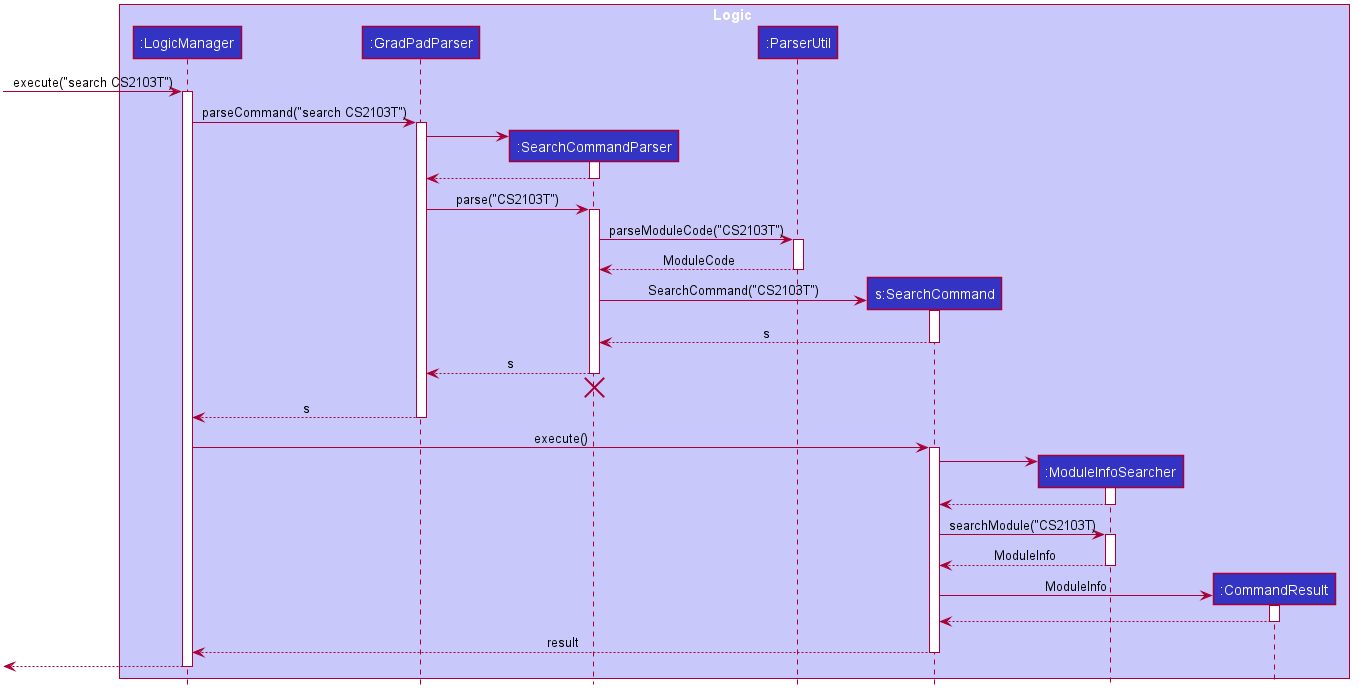 Logic
:LogicManager
:GradPadParser
:ParserUtil
execute("search CS2103T")
parseCommand("search CS2103T")
:SearchCommandParser
parse("CS2103T")
parseModuleCode("CS2103T")
ModuleCode
SearchCommand("CS2103T")
s:SearchCommand
s
s
s
execute()
:ModuleInfoSearcher
searchModule("CS2103T)
ModuleInfo
ModuleInfo
:CommandResult
result